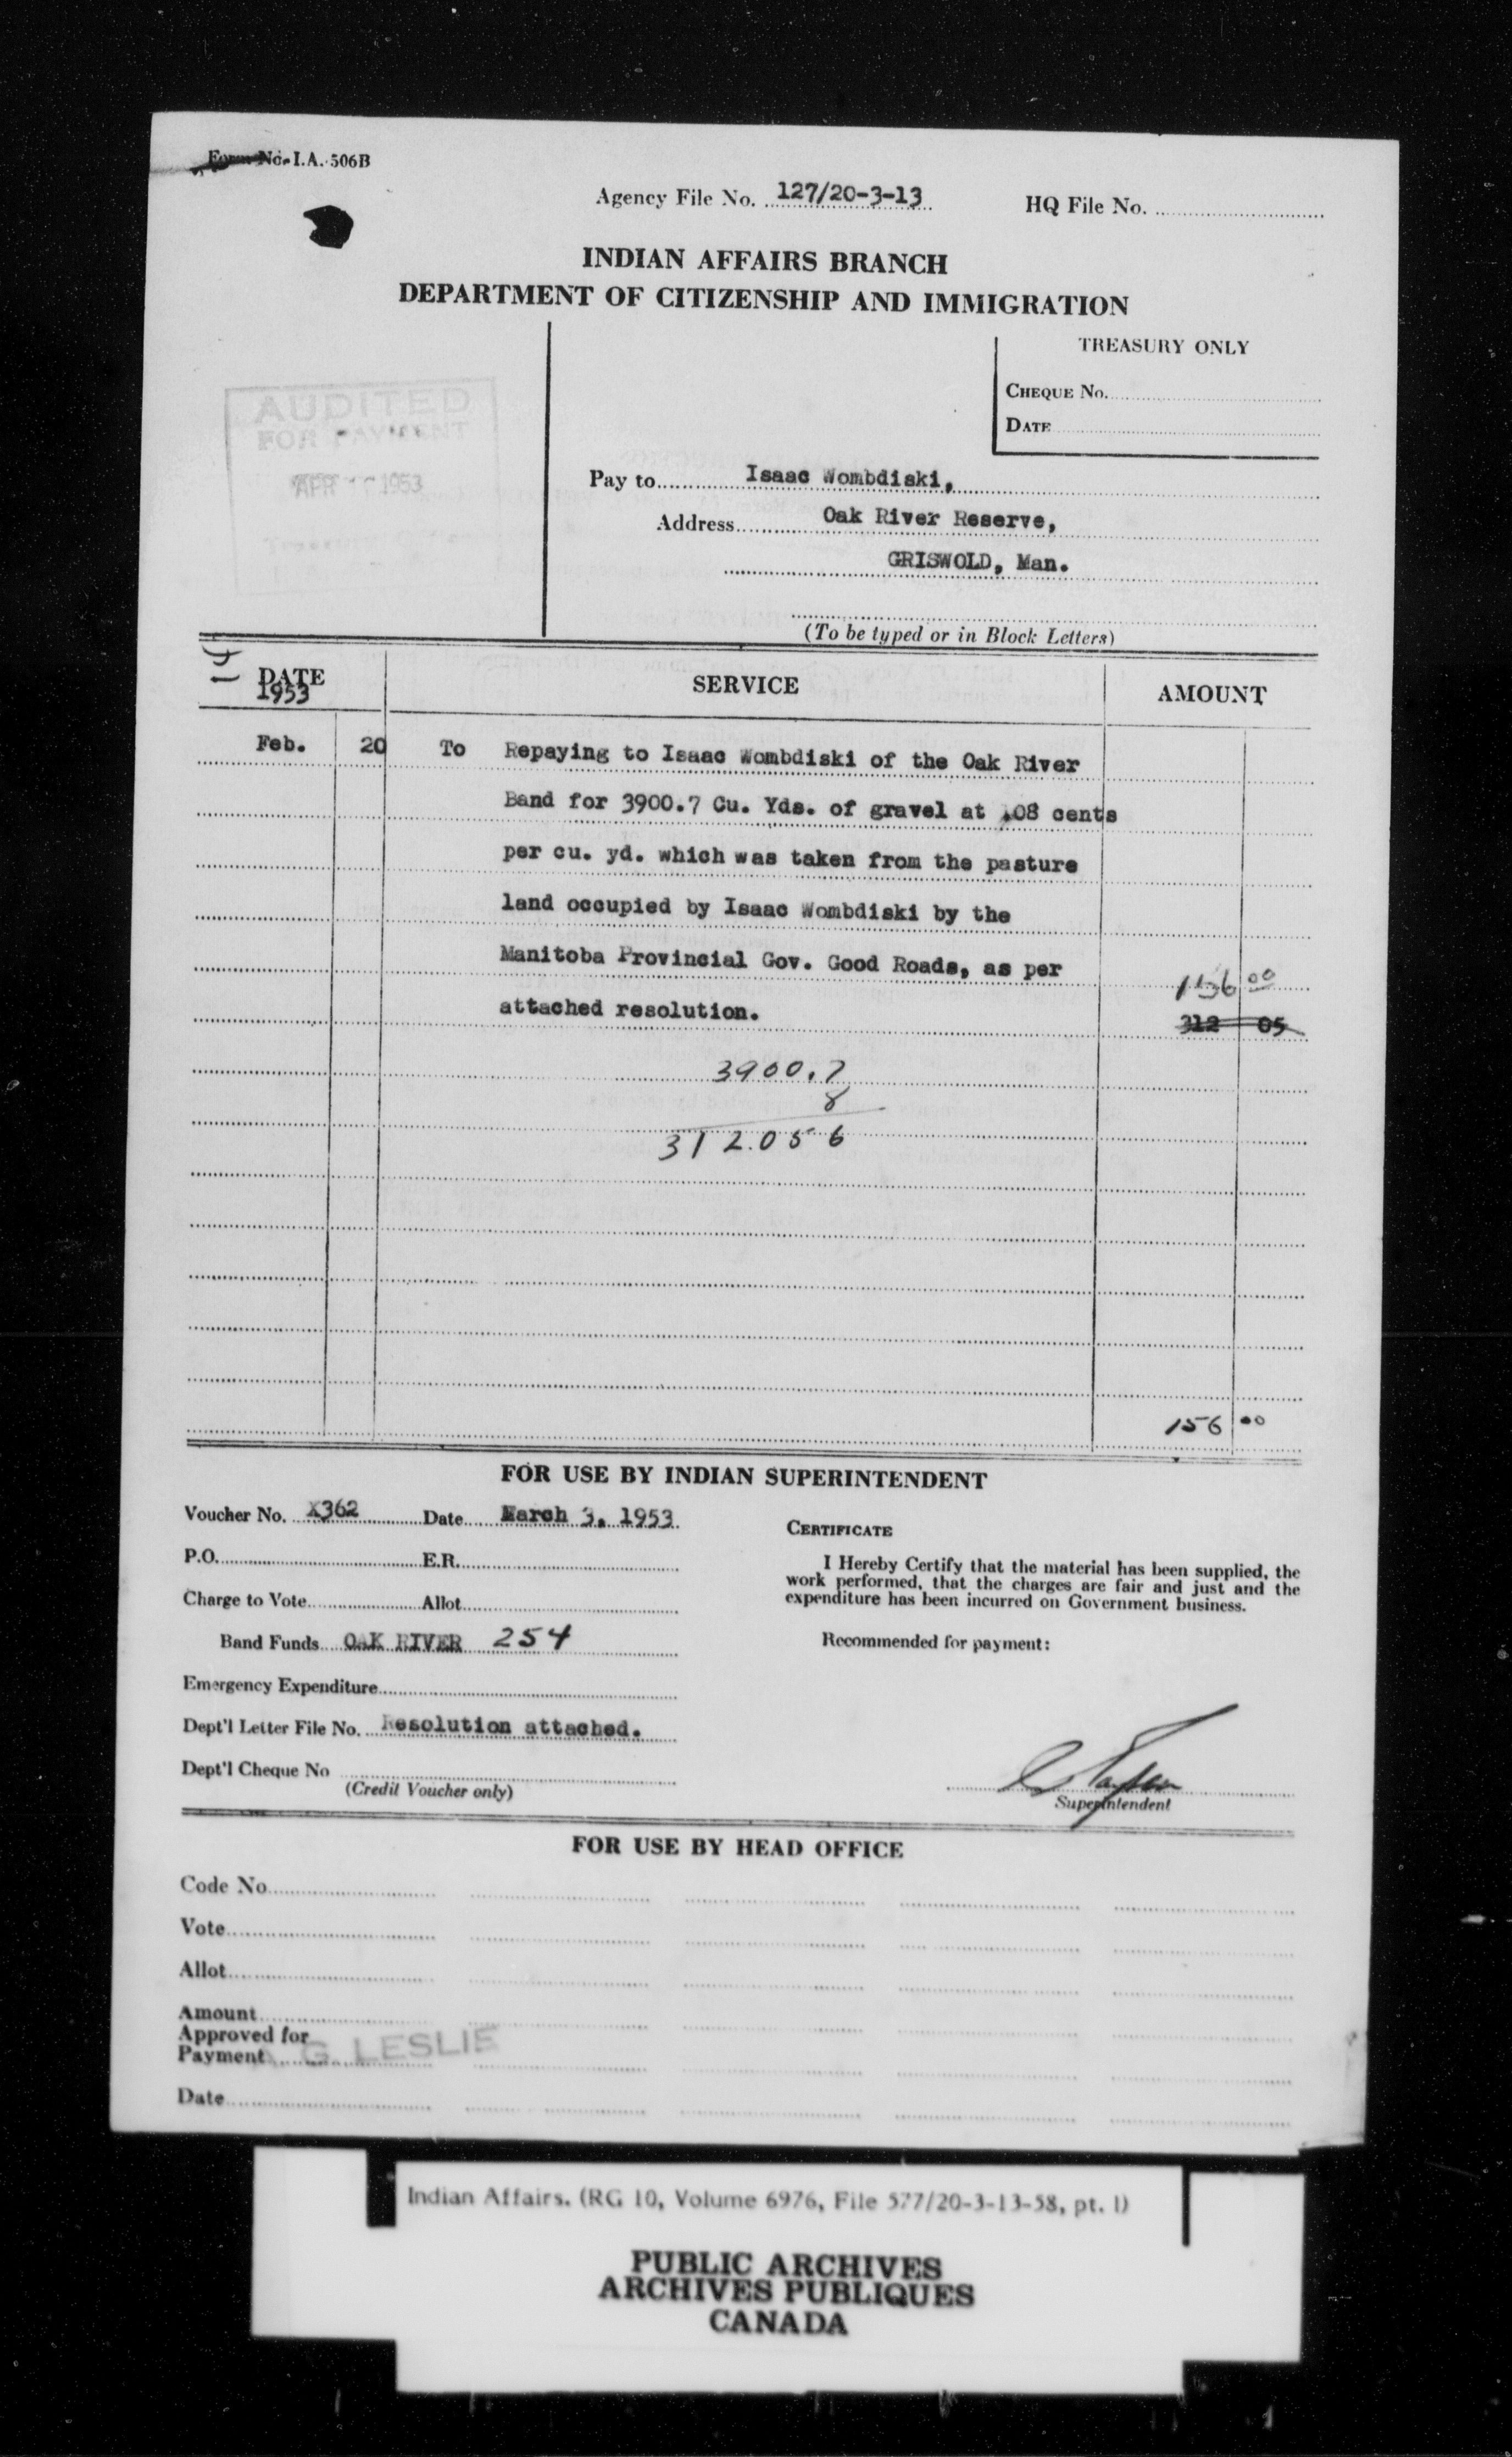 Form No. I.A. 506B
Agency File No. 127/20-3-13 HQ File No.
INDIAN AFFAIRS BRANCH
DEPARTMENT OF CITIZENSHIP AND IMMIGRATION
TREASURY ONLY
CHEQUE No.
DATE
AUDITED
FOR PAYMENT
APR 1953
Pay to Isaac Wombdiski,
Address Oak River Reserve,
GRISWOLD, Man.
(To be typed or in Block Letters)
14
DATE SERVICE AMOUNT
1953
Feb. 20 To Repaying to Isaac Wombdiski of the Oak River
Band for 3900.7 Cu. Yds. of gravel at .08 cents
per cu. yd. which was taken from the pasture
land occupied by Isaac Wombdiski by the
Manitoba Provincial Gov. Good Roads, as per 156 00
attached resolution. 312 05
3900.7
8
312.056
156 00
FOR USE BY INDIAN SUPERINTENDENT
Voucher No. X362 Date March 3, 1953
P.O. E.R.
Charge to Vote Allot.
Band Funds OAK RIVER 254
Emergency Expenditure
Dept'l Letter File No. Resolution attached.
Dept'l Cheque No
(Credit Voucher only)
CERTIFICATE
I Hereby Certify that the material has been supplied, the
work performed, that the charges are fair and just and the
expenditure has been incurred on Government business.
Recommended for payment:
Superintendent
FOR USE BY HEAD OFFICE
Code No.
Vote
Allot.
Amount
Approved for
Payment G LESLIE
Date
Indian Affairs. (RG 10, Volume 6976, File 577/20-3-13-58, pt. 1)
PUBLIC ARCHIVES
ARCHIVES PUBLIQUES
CANADA